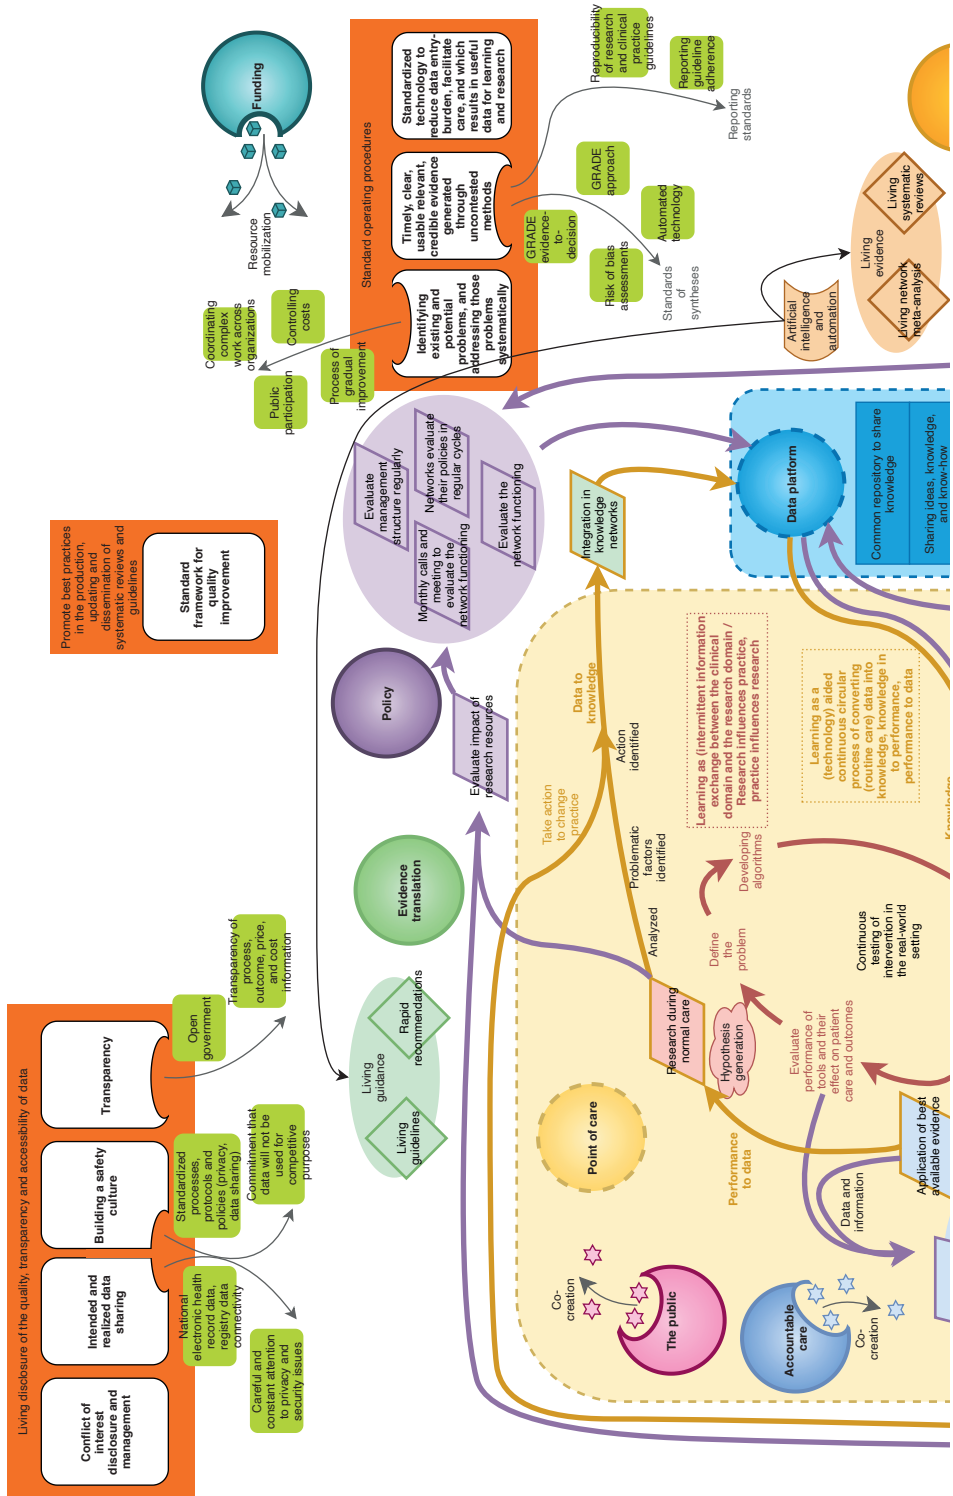 Living disclosure of the quality, transparency and accessibility of data
Conflict of
interest
disclosure and
management
Intended and
realized data
sharing
Building a safety
culture
Transparency
National
electronic health
record data,
registry data
connectivity
Careful and
constant attention
to privacy and
security issues
Standardized
processes,
protocols and
policies (privacy,
data sharing)
Commitment that
data will not be
used for
competitive
purposes
Open
government
Transparency of
process,
outcome, price,
and cost
information
Promote best practices
in the production,
updating and
dissemination of
systematic reviews and
guidelines
Standard
framework for
quality
improvement
Funding
Resource
mobilization
Coordinating
complex
work across
organizations
Controlling
costs
Public
participation
Process of
gradual
improvement
Standard operating procedures
Identifying
existing and
potential
problems, and
addressing those
problems
systematically
Timely, clear,
usable relevant,
credible evidence
generated
through
uncontested
methods
Standardized
technology to
reduce data entry-
burden, facilitate
care, and which
results in useful
data for learning
and research
GRADE
evidence-
to-
decision
GRADE
approach
Risk of bias
assessments
Automated
technology
Standards
of
syntheses
Reproducibility
of research
and clinical
practice
guidelines
Reporting
guideline
adherence
Reporting
standards
Living
guidance
Living
guidelines
Rapid
recommendations
Evidence
translation
Policy
Evaluate impact of
research resources
Evaluate
management
structure regularly
Monthly calls and
meeting to
evaluate the
network functioning
Networks evaluate
their policies in
regular cycles
Evaluate the
network functioning
Artificial
intelligence
and
automation
Living
evidence
Living network
meta-analysis
Living
systematic
reviews
Integration in
knowledge
networks
Data platform
Common repository to share
knowledge
Sharing ideas, knowledge,
and know-how
Point of care
The public
Co-
creation
Accountable
care
Co-
creation
Data and
information
Performance
to data
Application of best
available evidence
Research during
normal care
Hypothesis
generation
Analyzed
Problematic
factors
identified
Action
identified
Take action
to change
practice
Data to
knowledge
Define
the
problem
Developing
algorithms
Evaluate
performance of
tools and their
effect on patient
care and outcomes
Continuous
testing of
intervention in
the real-world
setting
Learning as (intermittent information
exchange between the clinical
domain and the research domain /
Research influences practice,
practice influences research
Learning as a
(technology) aided
continuous circular
process of converting
(routine care) data into
knowledge, knowledge in
to performance,
performance to data
Knowledge